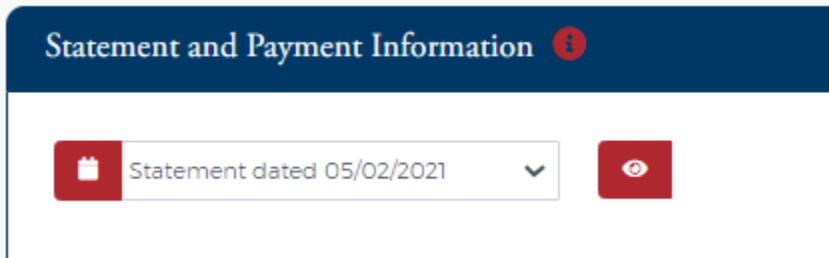 Statement and Payment Information
Statement dated 05/02/2021